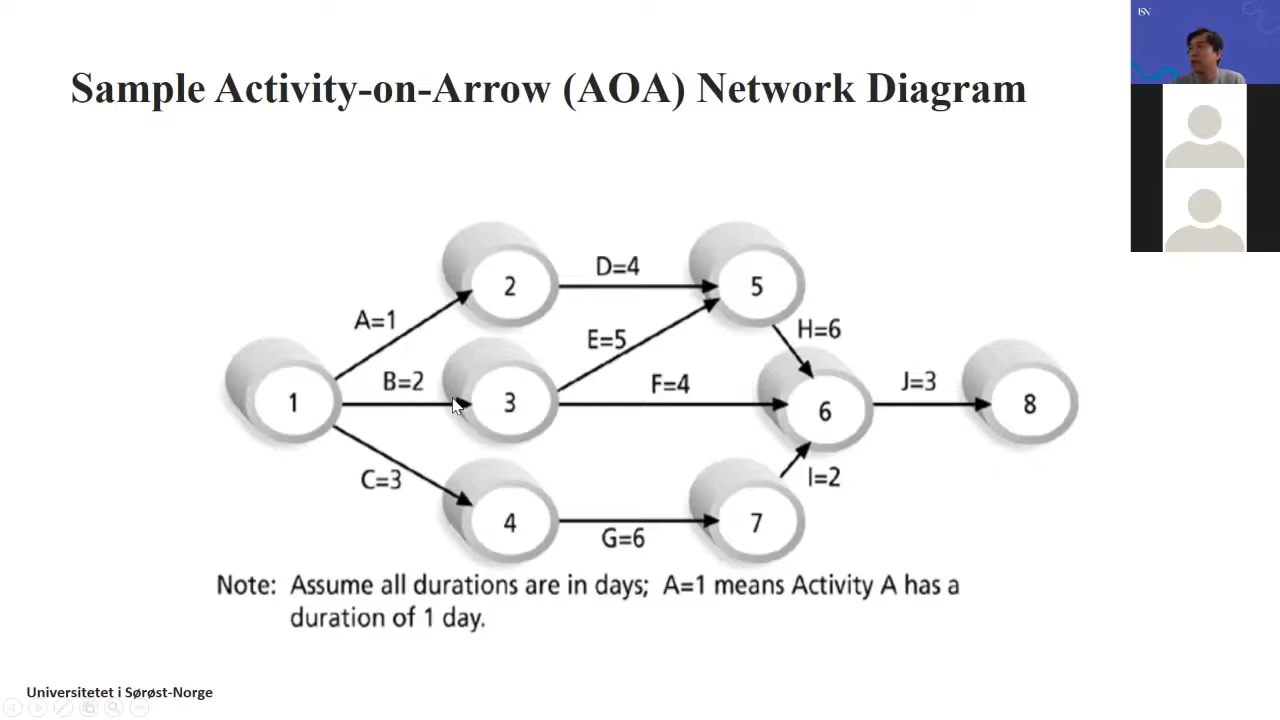 Sample Activity-on-Arrow (AOA) Network Diagram
2
D=4
5
A=1
E=5
H=6
1
B=2
3
F=4
6
J=3
8
C=3
4
G=6
7
I=2
Note: Assume all durations are in days; A=1 means Activity A has a
duration of 1 day.
Universitetet i Sørøst-Norge